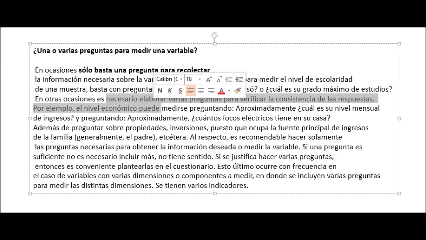 ¿Una o varias preguntas para medir una variable?
En ocasiones sólo basta una pregunta para recolectar
la información necesaria sobre la var para medir el nivel de escolaridad
de una muestra, basta con pregunta só? o ¿cuál es su grado máximo de estudios?
En otras ocasiones es necesario elaborar varias preguntas para verificar la consistencia de las respuestas.
Por ejemplo, el nivel económico puede medirse preguntando: Aproximadamente ¿cuál es su nivel mensual
de ingresos? y preguntando: Aproximadamente, ¿cuántos focos eléctricos tiene en su casa?
Además de preguntar sobre propiedades, inversiones, puesto que ocupa la fuente principal de ingresos
de la familia (generalmente, el padre), etcétera. Al respecto, es recomendable hacer solamente
las preguntas necesarias para obtener la información deseada o medir la variable. Si una pregunta es
suficiente no es necesario incluir más, no tiene sentido. Si se justifica hacer varias preguntas,
entonces es conveniente plantearlas en el cuestionario. Esto último ocurre con frecuencia en
el caso de variables con varias dimensiones o componentes a medir, en donde se incluyen varias preguntas
para medir las distintas dimensiones. Se tienen varios indicadores.